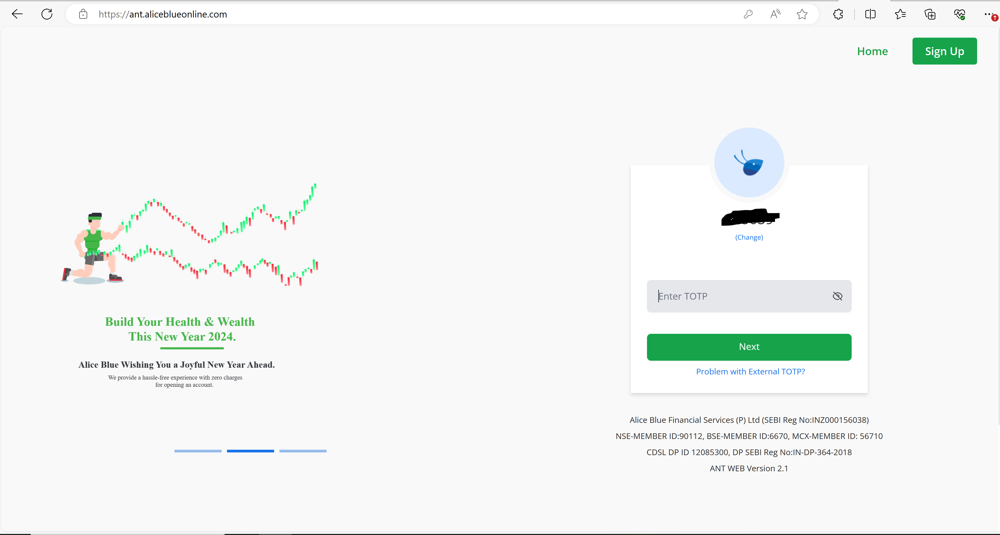 https://ant.aliceblueonline.com
Home
Sign Up
(Change)
Enter TOTP
Next
Problem with External TOTP?
Build Your Health & Wealth
This New Year 2024.
Alice Blue Wishing You a Joyful New Year Ahead.
We provide a hassle-free experience with zero charges
for opening an account.
Alice Blue Financial Services (P) Ltd (SEBI Reg No:INZ000156038)
NSE-MEMBER ID:90112, BSE-MEMBER ID:6670, MCX-MEMBER ID: 56710
CDSL DP ID 12085300, DP SEBI Reg No:IN-DP-364-2018
ANT WEB Version 2.1